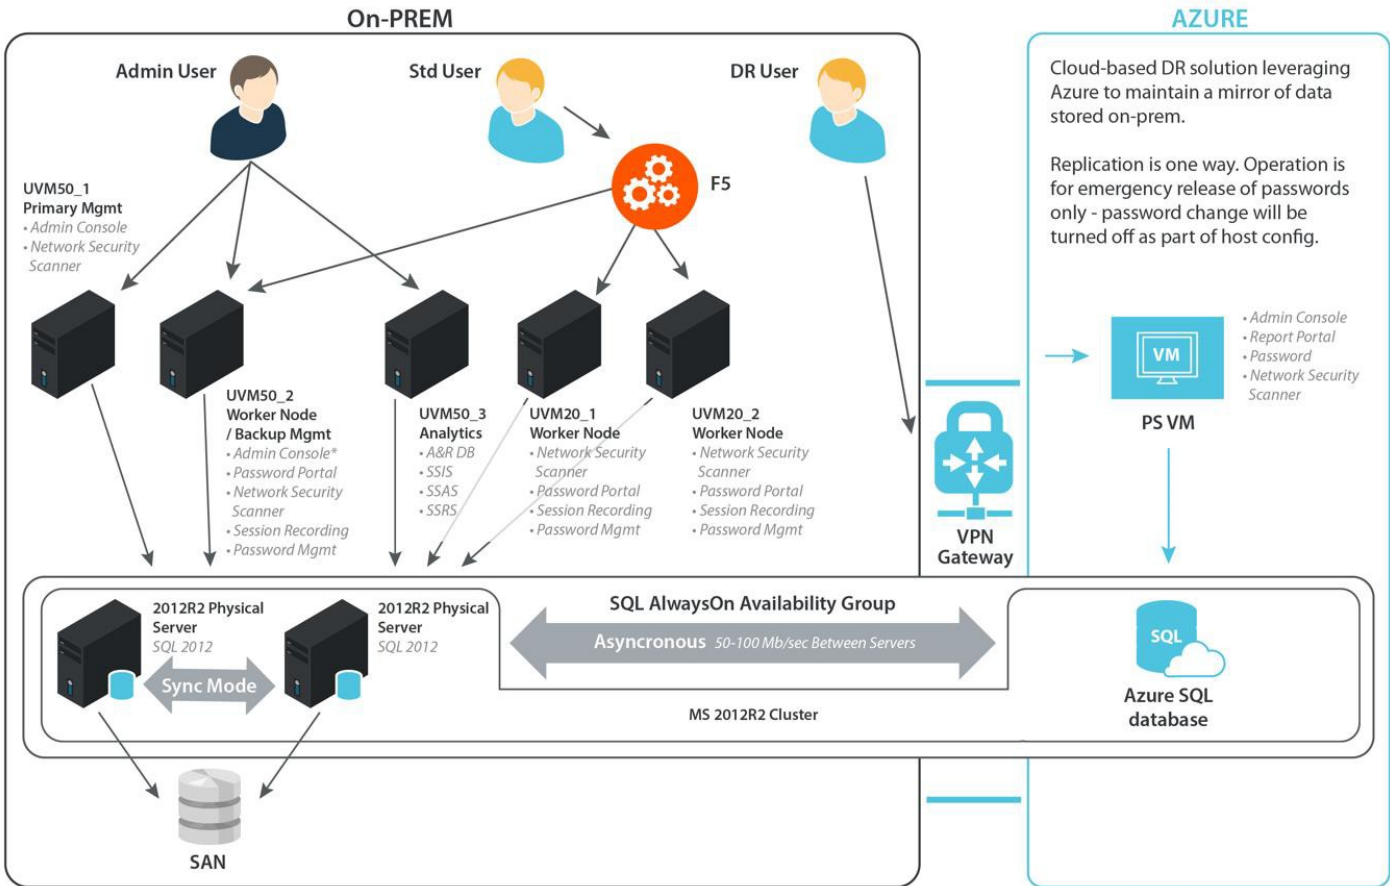 On-PREM
AZURE
Admin User
Std User
DR User
Cloud-based DR solution leveraging
Azure to maintain a mirror of data
stored on-prem.
Replication is one way. Operation is
for emergency release of passwords
only - password change will be
turned off as part of host config.
F5
UVM50_1
Primary Mgmt
• Admin Console
• Network Security
Scanner
UVM50_2
Worker Node
/ Backup Mgmt
• Admin Console*
• Password Portal
• Network Security
Scanner
• Session Recording
• Password Mgmt
UVM50_3
Analytics
• A&R DB
• SSIS
• SSAS
• SSRS
UVM20_1
Worker Node
• Network Security
Scanner
• Password Portal
• Session Recording
• Password Mgmt
UVM20_2
Worker Node
• Network Security
Scanner
• Password Portal
• Session Recording
• Password Mgmt
VPN
Gateway
VM
PS VM
• Admin Console
• Report Portal
• Password
• Network Security
Scanner
2012R2 Physical
Server
SQL 2012
2012R2 Physical
Server
SQL 2012
Sync Mode
SQL AlwaysOn Availability Group
Asyncronous 50-100 Mb/sec Between Servers
MS 2012R2 Cluster
SQL
Azure SQL
database
SAN